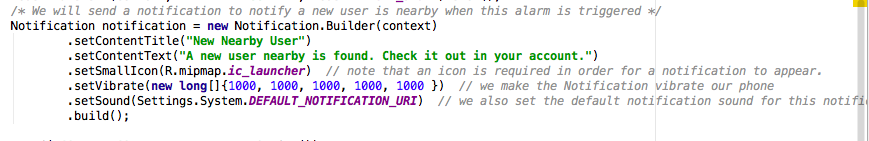 /* We will send a notification to notify a new user is nearby when this alarm is triggered */
Notification notification = new Notification.Builder(context)
.setContentTitle("New Nearby User")
.setContentText("A new user nearby is found. Check it out in your account.")
.setSmallIcon(R.mipmap.ic_launcher)  // note that an icon is required in order for a notification to appear.
.setVibrate(new long[]{1000, 1000, 1000, 1000, 1000 })  // we make the Notification vibrate our phone
.setSound(Settings.System.DEFAULT_NOTIFICATION_URI)  // we also set the default notification sound for this notifi
.build();